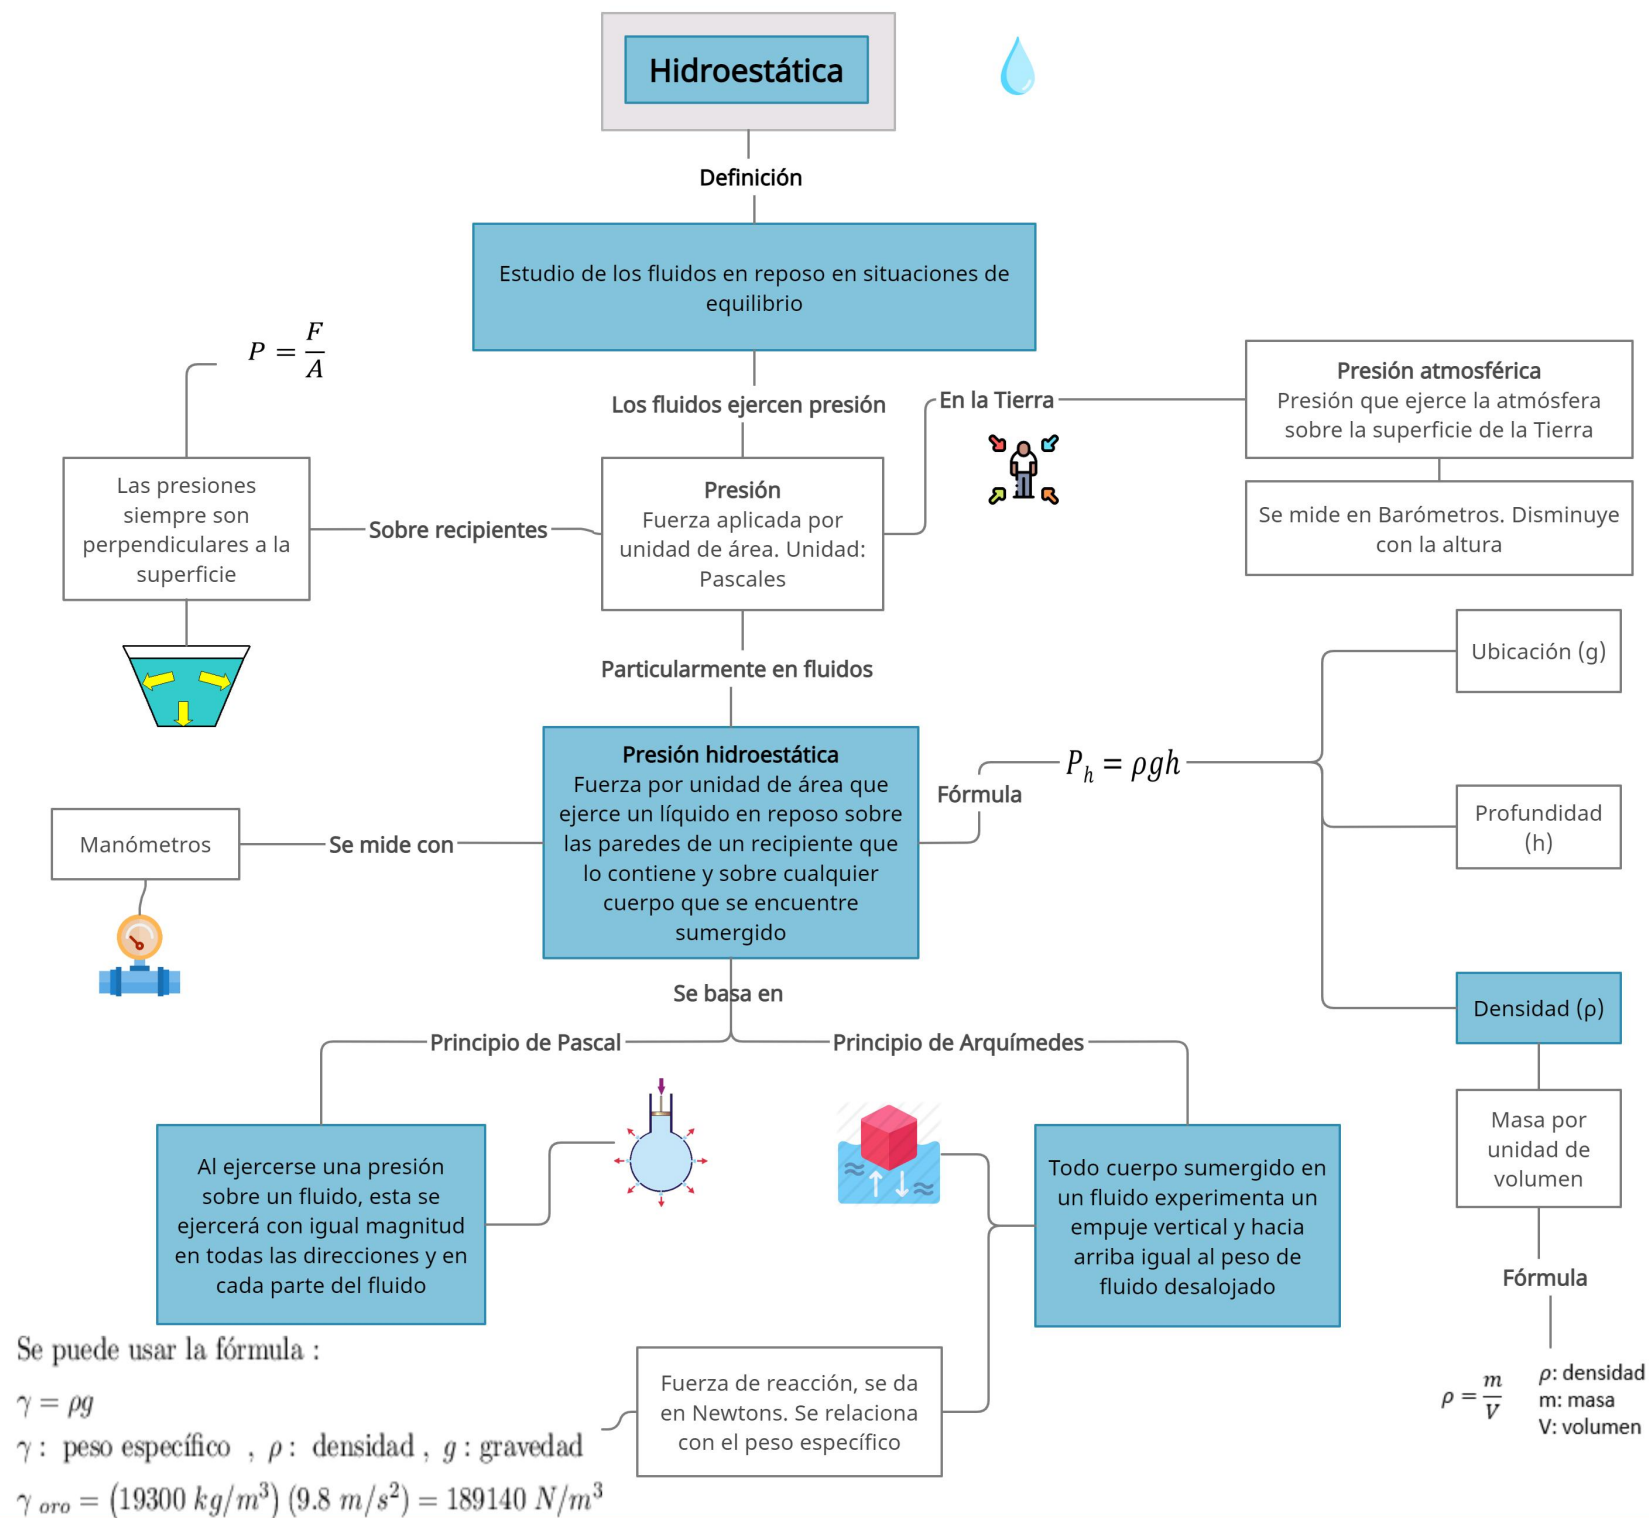 Hidroestática
Definición
Estudio de los fluidos en reposo en situaciones de
equilibrio
P = F/A
Los fluidos ejercen presión
En la Tierra
Presión atmosférica
Presión que ejerce la atmósfera
sobre la superficie de la Tierra
Se mide en Barómetros. Disminuye
con la altura
Las presiones
siempre son
perpendiculares a la
superficie
Sobre recipientes
Presión
Fuerza aplicada por
unidad de área. Unidad:
Pascales
Particularmente en fluidos
Presión hidroestática
Fuerza por unidad de área que
ejerce un líquido en reposo sobre
las paredes de un recipiente que
lo contiene y sobre cualquier
cuerpo que se encuentre
sumergido
Manómetros
Se mide con
Fórmula
Pₕ = ρgh
Ubicación (g)
Profundidad
(h)
Densidad (ρ)
Masa por
unidad de
volumen
Fórmula
ρ = m/V
ρ: densidad
m: masa
V: volumen
Se basa en
Principio de Pascal
Principio de Arquímedes
Al ejercerse una presión
sobre un fluido, esta se
ejercerá con igual magnitud
en todas las direcciones y en
cada parte del fluido
Todo cuerpo sumergido en
un fluido experimenta un
empuje vertical y hacia
arriba igual al peso de
fluido desalojado
Fuerza de reacción, se da
en Newtons. Se relaciona
con el peso específico
Se puede usar la fórmula :
γ = ρg
γ : peso específico , ρ : densidad , g : gravedad
γ oro = (19300 kg/m³) (9.8 m/s²) = 189140 N/m³